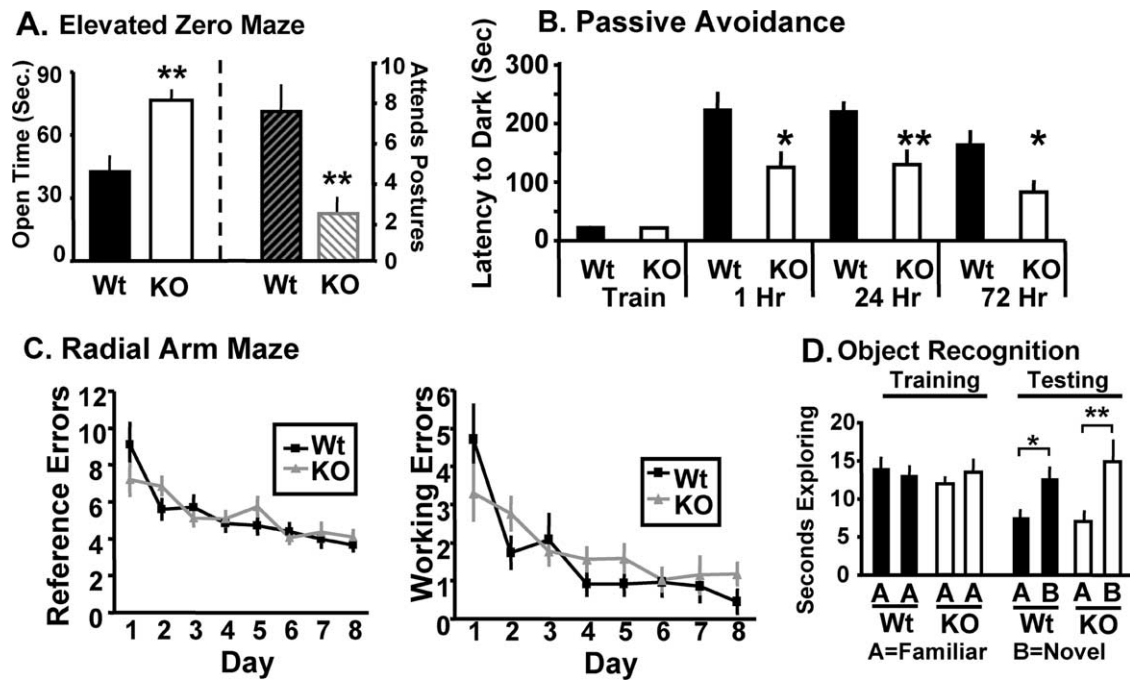 A. Elevated Zero Maze
Open Time (Sec.)
90
60
30
0
**
**
10
8
6
4
2
0
Attends Postures
Wt KO Wt KO
B. Passive Avoidance
Latency to Dark (Sec)
300
200
100
0
* ** *
Wt KO Wt KO Wt KO Wt KO
Train 1 Hr 24 Hr 72 Hr
C. Radial Arm Maze
Reference Errors
12
10
8
6
4
2
0
Wt
KO
1 2 3 4 5 6 7 8
Day
Working Errors
6
5
4
3
2
1
0
Wt
KO
1 2 3 4 5 6 7 8
Day
D. Object Recognition
Training Testing
Seconds Exploring
20
15
10
5
0
* **
A A A A A B A B
Wt KO Wt KO
A=Familiar B=Novel